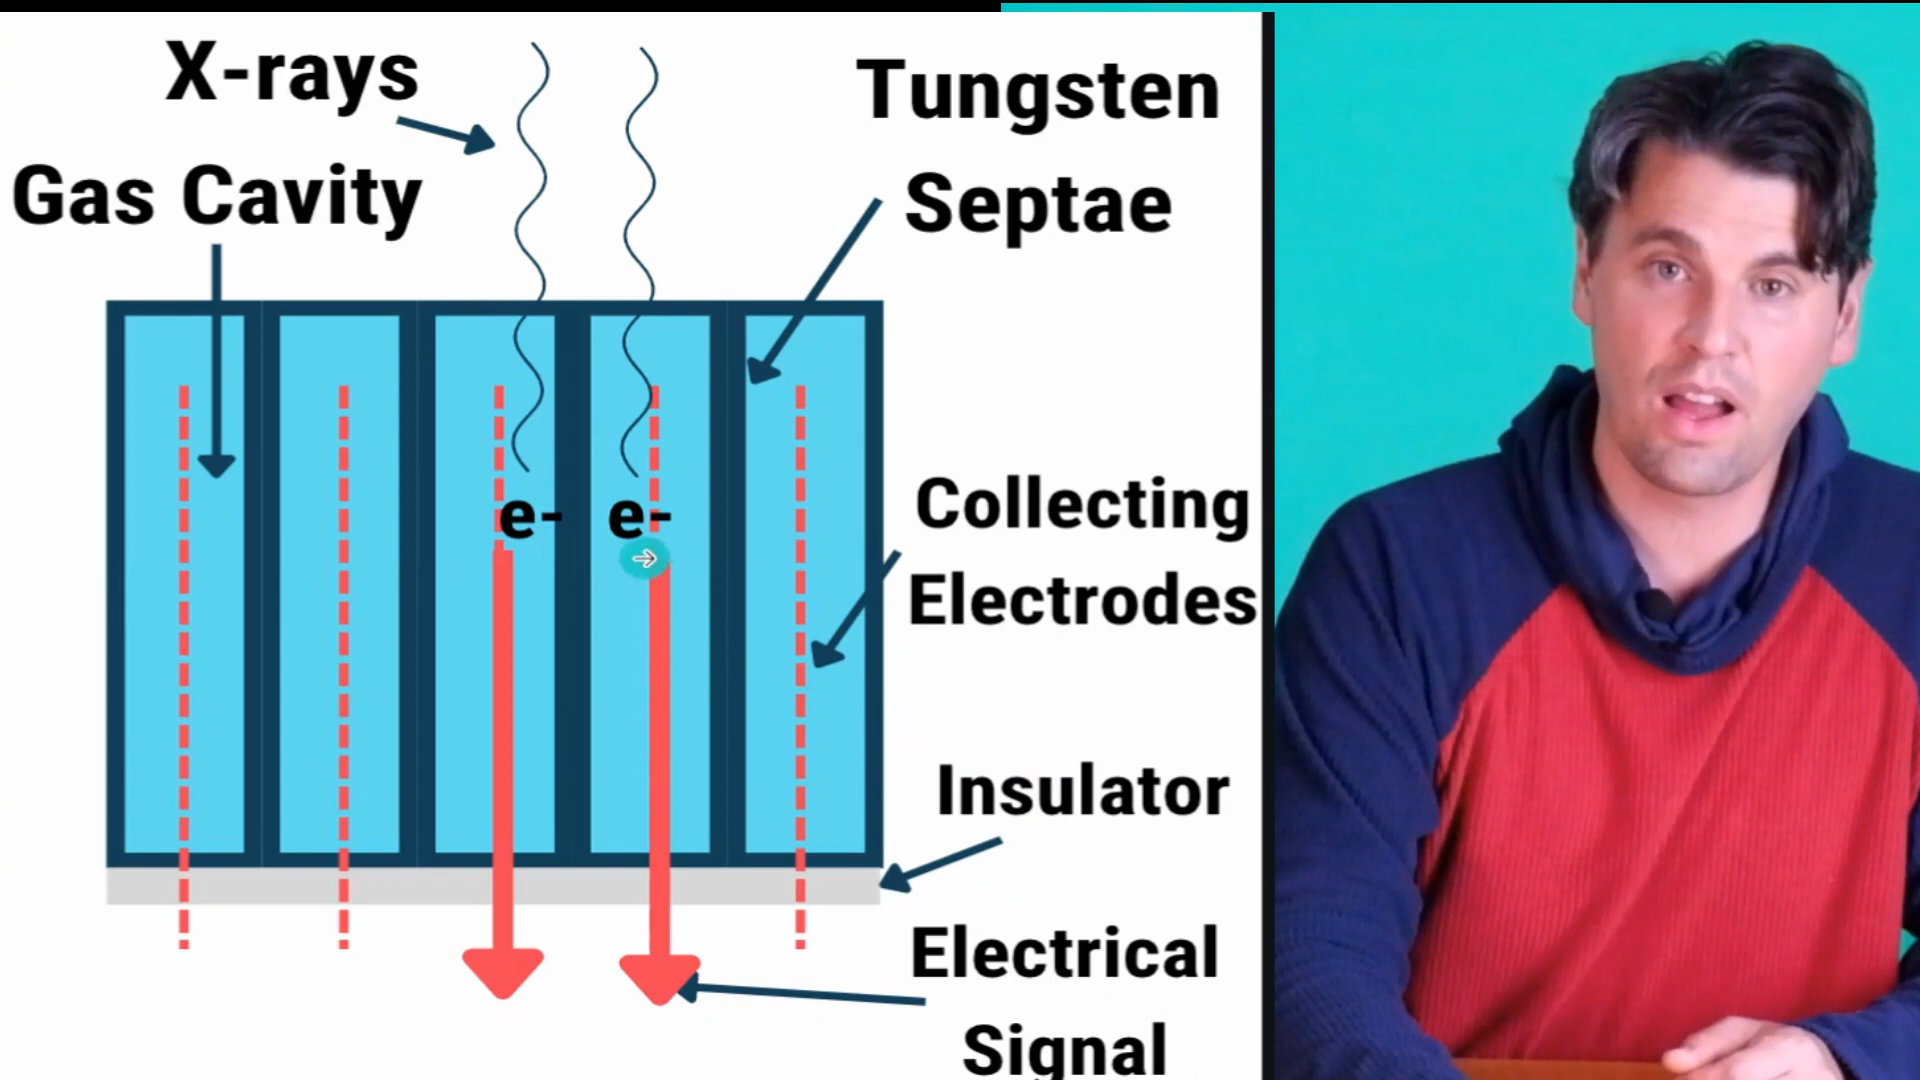 X-rays
Gas Cavity
Tungsten
Septae
e- e-
Collecting
Electrodes
Insulator
Electrical
Signal